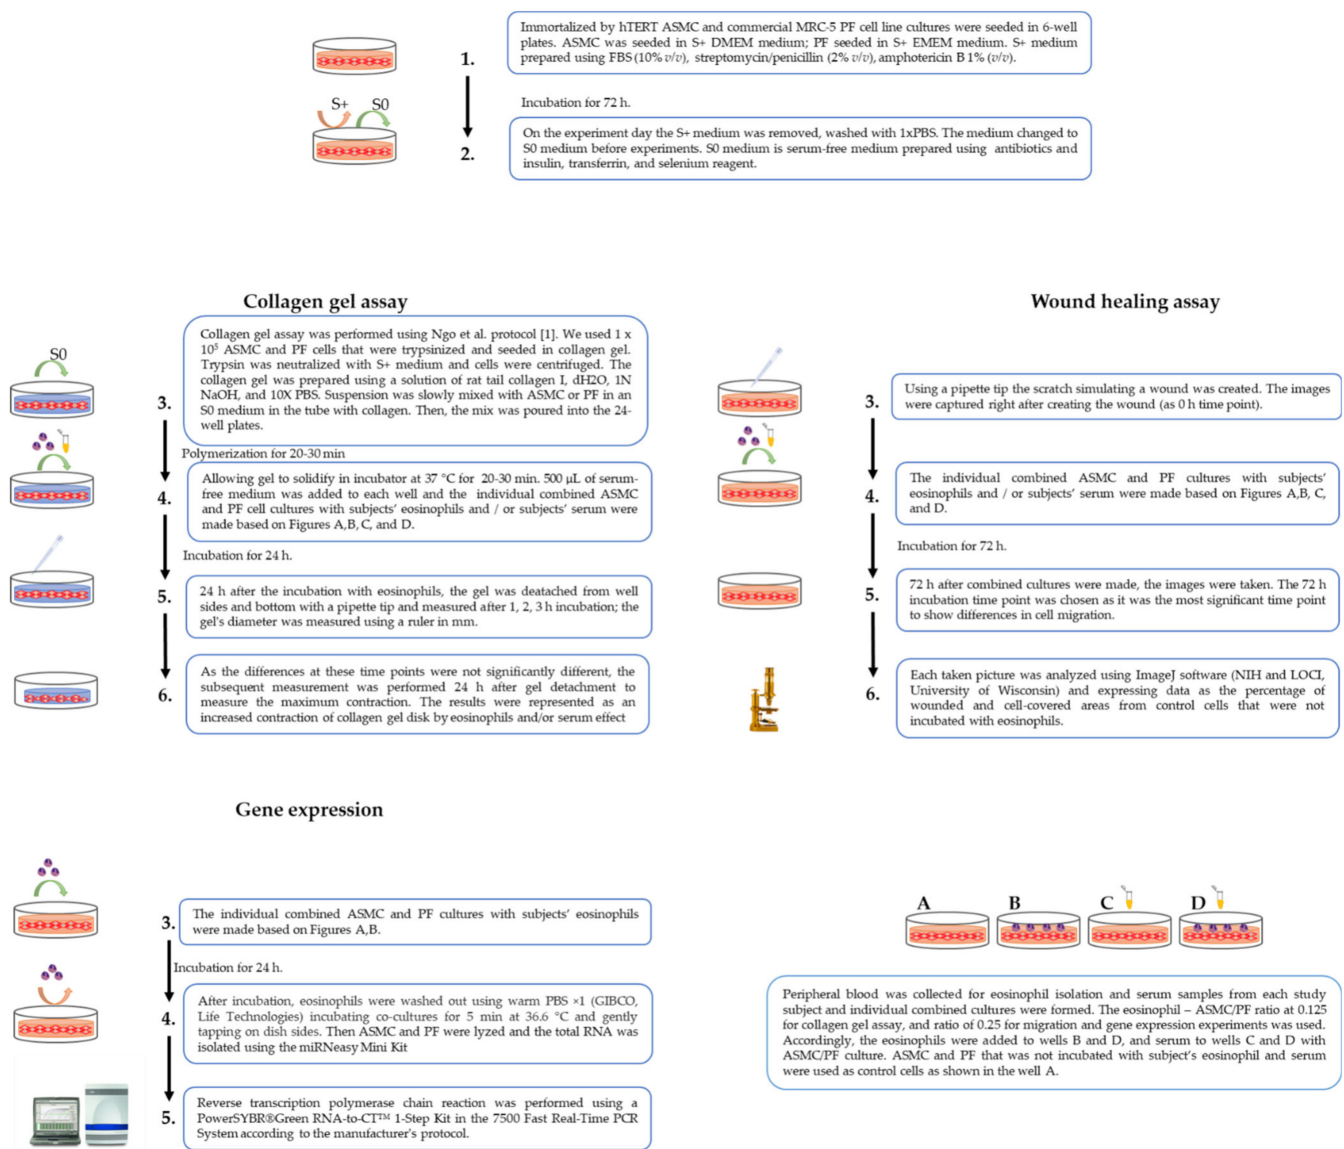 Immortalized by hTERT ASMC and commercial MRC-5 PF cell line cultures were seeded in 6-well
plates. ASMC was seeded in S+ DMEM medium; PF seeded in S+ EMEM medium. S+ medium
prepared using FBS (10% v/v), streptomycin/penicillin (2% v/v), amphotericin B 1% (v/v).
1.
S+ S0
Incubation for 72 h.
On the experiment day the S+ medium was removed, washed with 1xPBS. The medium changed to
S0 medium before experiments. S0 medium is serum-free medium prepared using antibiotics and
insulin, transferrin, and selenium reagent.
2.
Collagen gel assay
S0
3.
Collagen gel assay was performed using Ngo et al. protocol [1]. We used 1 x
10⁵ ASMC and PF cells that were trypsinized and seeded in collagen gel.
Trypsin was neutralized with S+ medium and cells were centrifuged. The
collagen gel was prepared using a solution of rat tail collagen I, dH2O, 1N
NaOH, and 10X PBS. Suspension was slowly mixed with ASMC or PF in an
S0 medium in the tube with collagen. Then, the mix was poured into the 24-
well plates.
Polymerization for 20-30 min
4.
Allowing gel to solidify in incubator at 37 °C for 20-30 min. 500 µL of serum-
free medium was added to each well and the individual combined ASMC
and PF cell cultures with subjects' eosinophils and / or subjects' serum were
made based on Figures A,B, C, and D.
Incubation for 24 h.
5.
24 h after the incubation with eosinophils, the gel was deatached from well
sides and bottom with a pipette tip and measured after 1, 2, 3 h incubation; the
gel's diameter was measured using a ruler in mm.
6.
As the differences at these time points were not significantly different, the
subsequent measurement was performed 24 h after gel detachment to
measure the maximum contraction. The results were represented as an
increased contraction of collagen gel disk by eosinophils and/or serum effect
Wound healing assay
3.
Using a pipette tip the scratch simulating a wound was created. The images
were captured right after creating the wound (as 0 h time point).
4.
The individual combined ASMC and PF cultures with subjects'
eosinophils and / or subjects' serum were made based on Figures A,B, C,
and D.
Incubation for 72 h.
5.
72 h after combined cultures were made, the images were taken. The 72 h
incubation time point was chosen as it was the most significant time point
to show differences in cell migration.
6.
Each taken picture was analyzed using ImageJ software (NIH and LOCI,
University of Wisconsin) and expressing data as the percentage of
wounded and cell-covered areas from control cells that were not
incubated with eosinophils.
Gene expression
3.
The individual combined ASMC and PF cultures with subjects' eosinophils
were made based on Figures A,B.
Incubation for 24 h.
4.
After incubation, eosinophils were washed out using warm PBS ×1 (GIBCO,
Life Technologies) incubating co-cultures for 5 min at 36.6 °C and gently
tapping on dish sides. Then ASMC and PF were lyzed and the total RNA was
isolated using the miRNeasy Mini Kit
5.
Reverse transcription polymerase chain reaction was performed using a
PowerSYBR®Green RNA-to-CT™ 1-Step Kit in the 7500 Fast Real-Time PCR
System according to the manufacturer's protocol.
A B C D
Peripheral blood was collected for eosinophil isolation and serum samples from each study
subject and individual combined cultures were formed. The eosinophil – ASMC/PF ratio at 0.125
for collagen gel assay, and ratio of 0.25 for migration and gene expression experiments was used.
Accordingly, the eosinophils were added to wells B and D, and serum to wells C and D with
ASMC/PF culture. ASMC and PF that was not incubated with subject's eosinophil and serum
were used as control cells as shown in the well A.